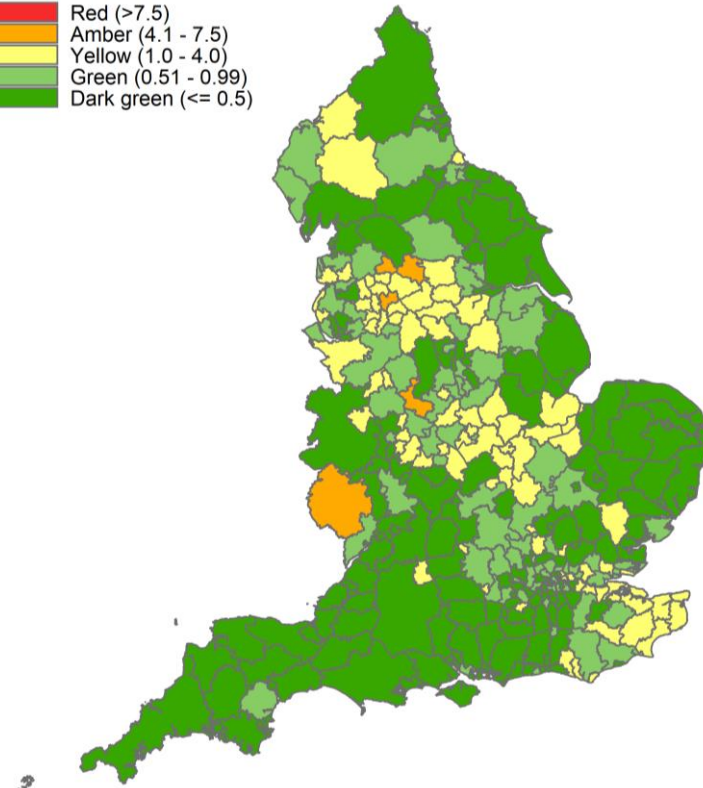 Red (>7.5)
Amber (4.1 - 7.5)
Yellow (1.0 - 4.0)
Green (0.51 - 0.99)
Dark green (<= 0.5)